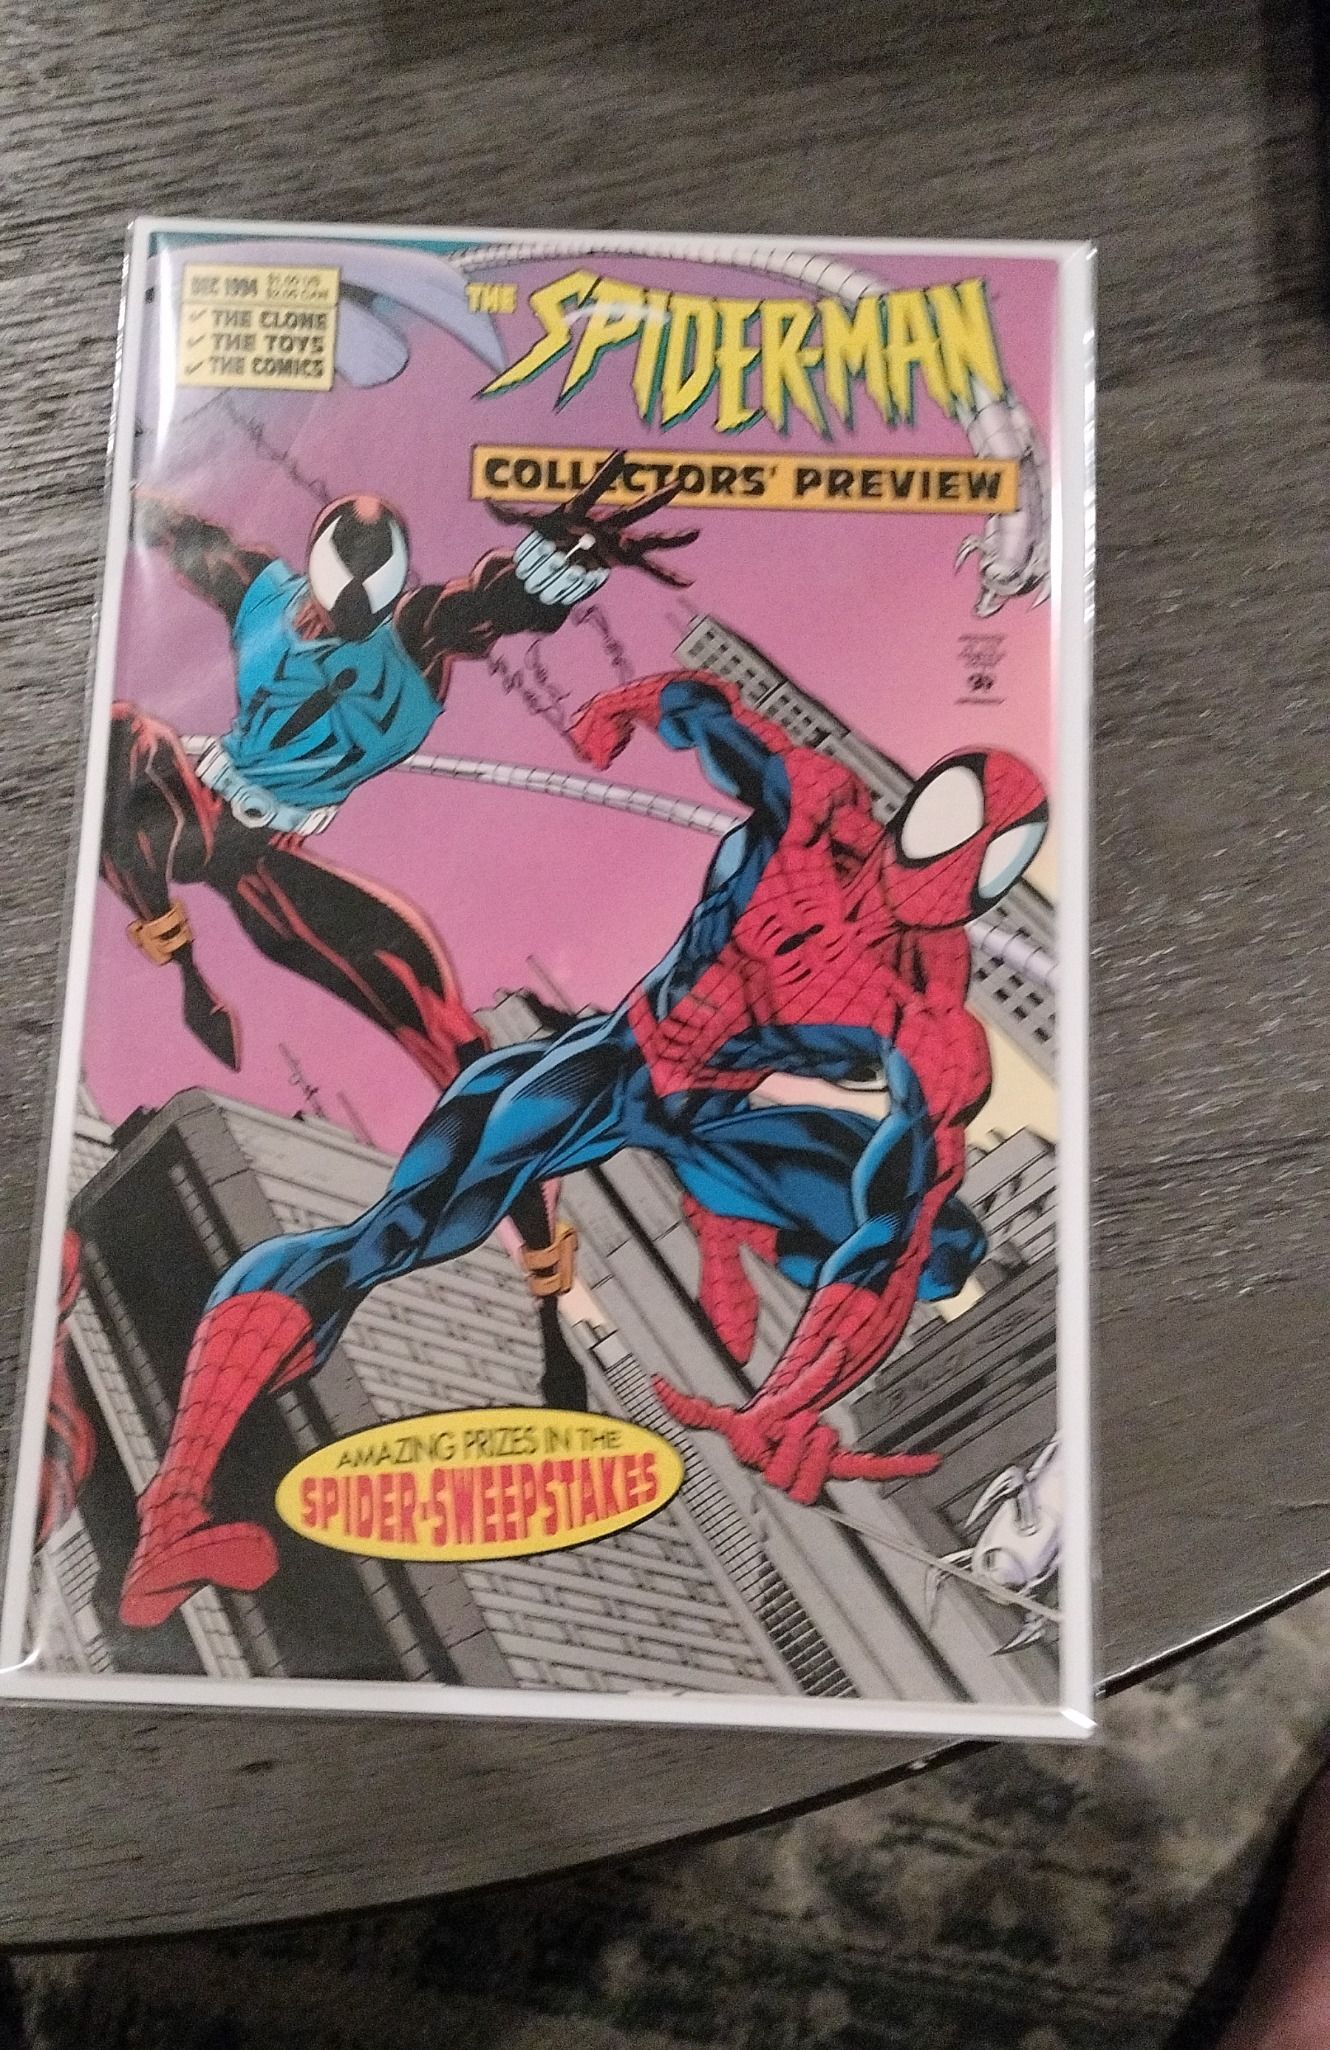 DEC 1994
✓ THE CLONE
✓ THE TOYS
✓ THE COMICS
THE SPIDER-MAN
COLLECTORS' PREVIEW
AMAZING PRIZES IN THE
SPIDER-SWEEPSTAKES